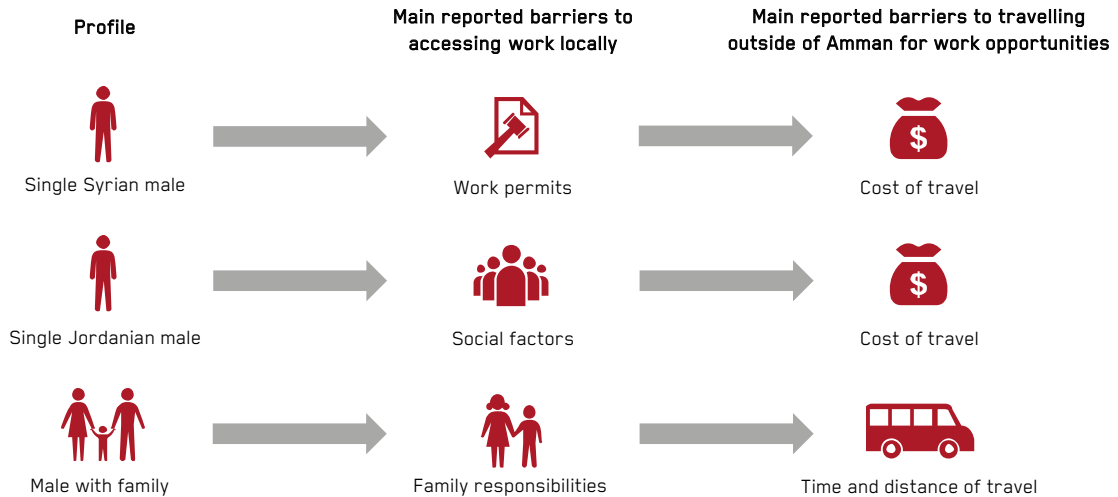 Profile
Main reported barriers to
accessing work locally
Main reported barriers to travelling
outside of Amman for work opportunities
$
Single Syrian male
Work permits
Cost of travel
$
Single Jordanian male
Social factors
Cost of travel
Male with family
Family responsibilities
Time and distance of travel